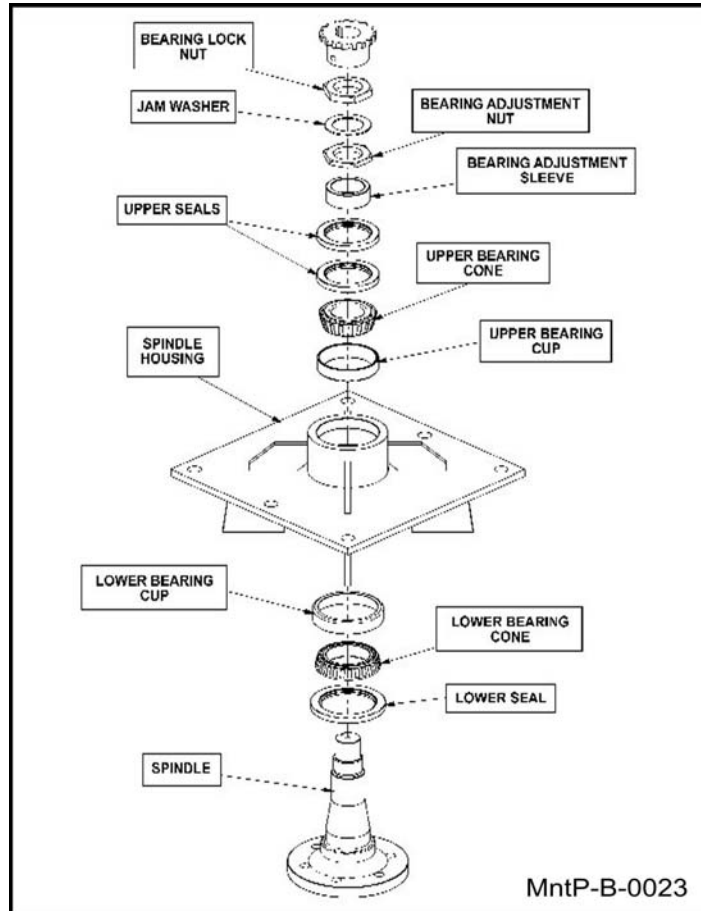 BEARING LOCK
NUT
JAM WASHER
BEARING ADJUSTMENT
NUT
BEARING ADJUSTMENT
SLEEVE
UPPER SEALS
UPPER BEARING
CONE
UPPER BEARING
CUP
SPINDLE
HOUSING
LOWER BEARING
CUP
LOWER BEARING
CONE
LOWER SEAL
SPINDLE
MntP-B-0023